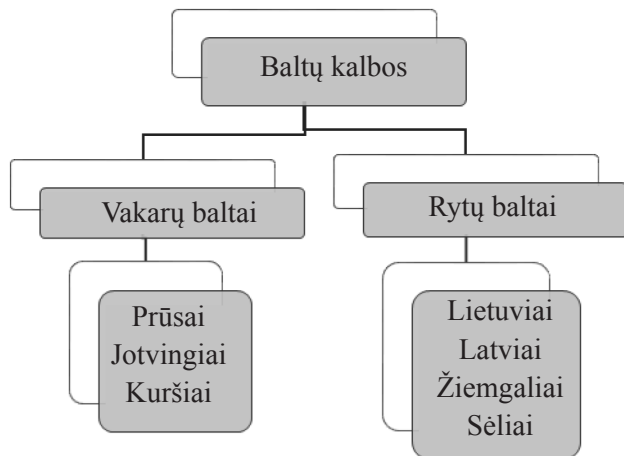 Baltų kalbos
Vakarų baltai
Rytų baltai
Prūsai
Jotvingiai
Kuršiai
Lietuviai
Latviai
Žiemgaliai
Sėliai